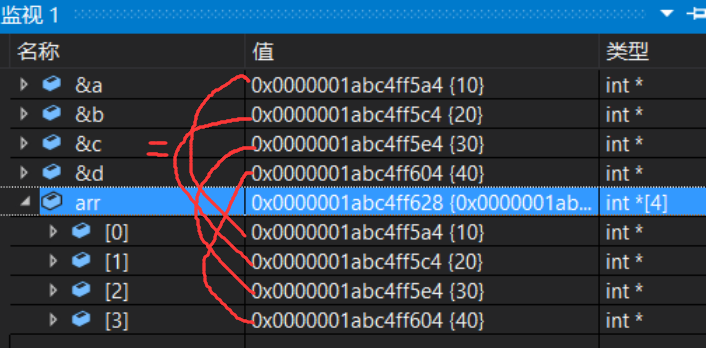 监视 1
名称 值 类型
&a 0x0000001abc4ff5a4 {10} int *
&b 0x0000001abc4ff5c4 {20} int *
&c 0x0000001abc4ff5e4 {30} int *
&d 0x0000001abc4ff604 {40} int *
arr 0x0000001abc4ff628 {0x0000001ab... int *[4]
[0] 0x0000001abc4ff5a4 {10} int *
[1] 0x0000001abc4ff5c4 {20} int *
[2] 0x0000001abc4ff5e4 {30} int *
[3] 0x0000001abc4ff604 {40} int *
=